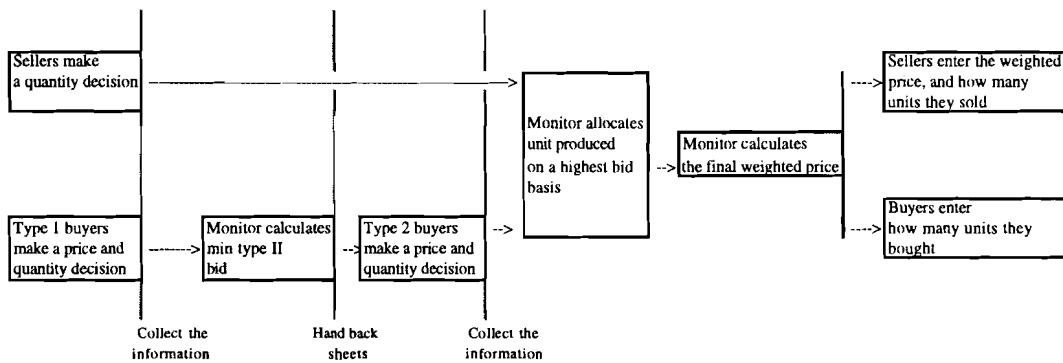 Sellers make
a quantity decision
Sellers enter the weighted
price, and how many
units they sold
Monitor allocates
unit produced
on a highest bid
basis
Monitor calculates
the final weighted price
Type 1 buyers
make a price and
quantity decision
Monitor calculates
min type II
bid
Type 2 buyers
make a price and
quantity decision
Buyers enter
how many units they
bought
Collect the
information
Hand back
sheets
Collect the
information